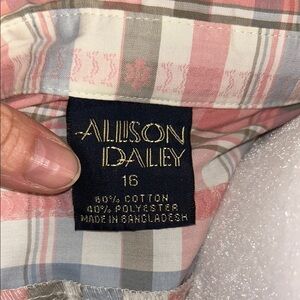 ALLISON
DALEY
16
60% COTTON
40% POLYESTER
MADE IN BANGLADESH